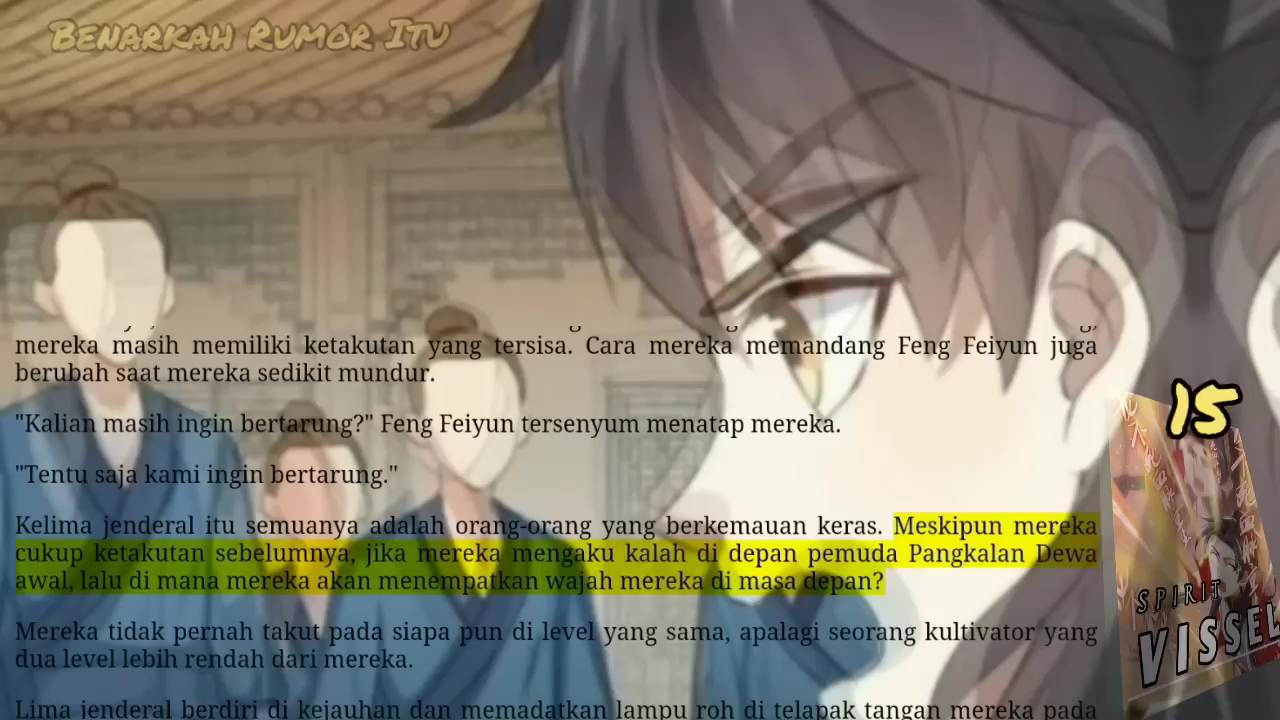 Benarkah Rumor Itu
mereka masih memiliki ketakutan yang tersisa. Cara mereka memandang Feng Feiyun juga
berubah saat mereka sedikit mundur.
"Kalian masih ingin bertarung?" Feng Feiyun tersenyum menatap mereka.
"Tentu saja kami ingin bertarung."
Kelima jenderal itu semuanya adalah orang-orang yang berkemauan keras. Meskipun mereka
cukup ketakutan sebelumnya, jika mereka mengaku kalah di depan pemuda Pangkalan Dewa
awal, lalu di mana mereka akan menempatkan wajah mereka di masa depan?
Mereka tidak pernah takut pada siapa pun di level yang sama, apalagi seorang kultivator yang
dua level lebih rendah dari mereka.
Lima jenderal berdiri di kejauhan dan memadatkan lampu roh di telapak tangan mereka pada
15
SPIRIT
VISSEL